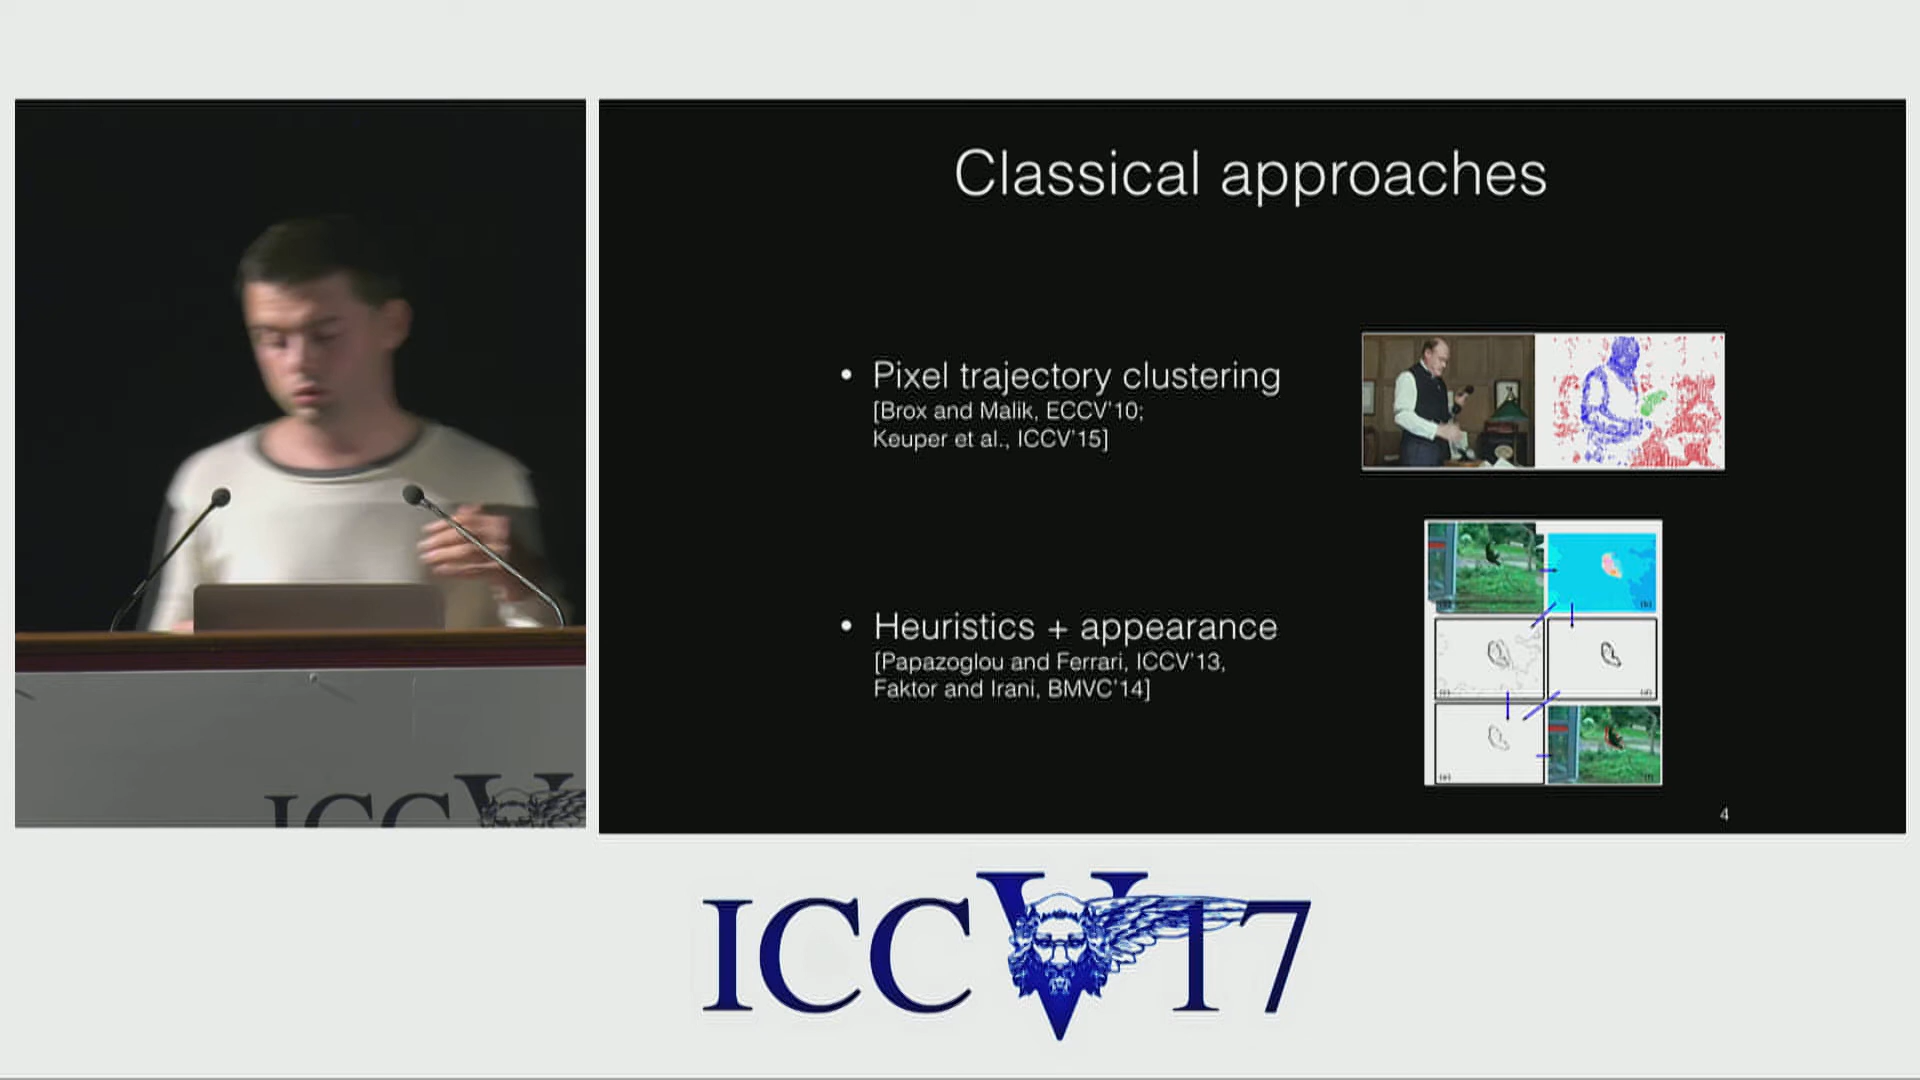 Classical approaches
• Pixel trajectory clustering
[Brox and Malik, ECCV'10;
Keuper et al., ICCV'15]
• Heuristics + appearance
[Papazoglou and Ferrari, ICCV'13,
Faktor and Irani, BMVC'14]
4
ICCV
ICCV17